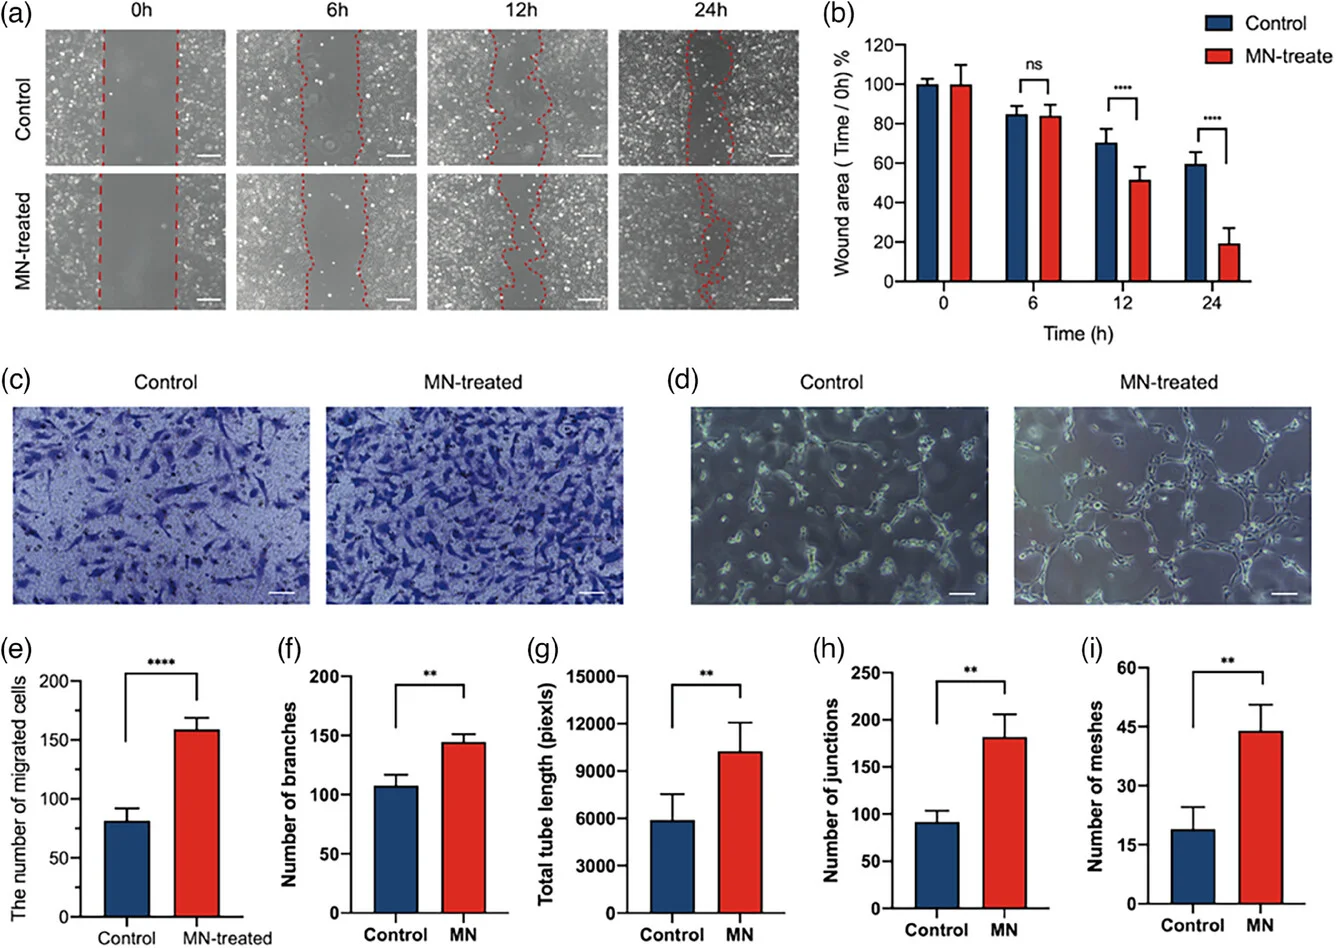 (a)
0h
6h
12h
24h
Control
MN-treated
(b)
Control
MN-treate
Wound area ( Time / 0h) %
120
100
80
60
40
20
0
ns
****
****
0
6
12
24
Time (h)
(c)
Control
MN-treated
(d)
Control
MN-treated
(e)
The number of migrated cells
200
150
100
50
0
****
Control
MN-treated
(f)
Number of branches
200
150
100
50
0
**
Control
MN
(g)
Total tube length (piexls)
15000
12000
9000
6000
3000
0
**
Control
MN
(h)
Number of junctions
250
200
150
100
50
0
**
Control
MN
(i)
Number of meshes
60
45
30
15
0
**
Control
MN